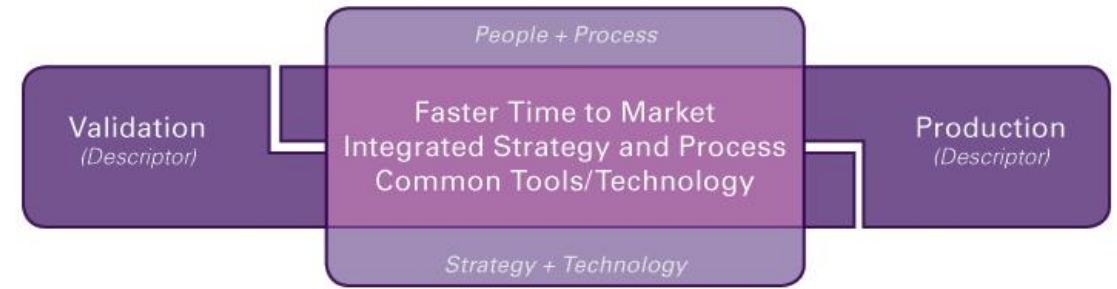 People + Process
Validation
(Descriptor)
Faster Time to Market
Integrated Strategy and Process
Common Tools/Technology
Production
(Descriptor)
Strategy + Technology